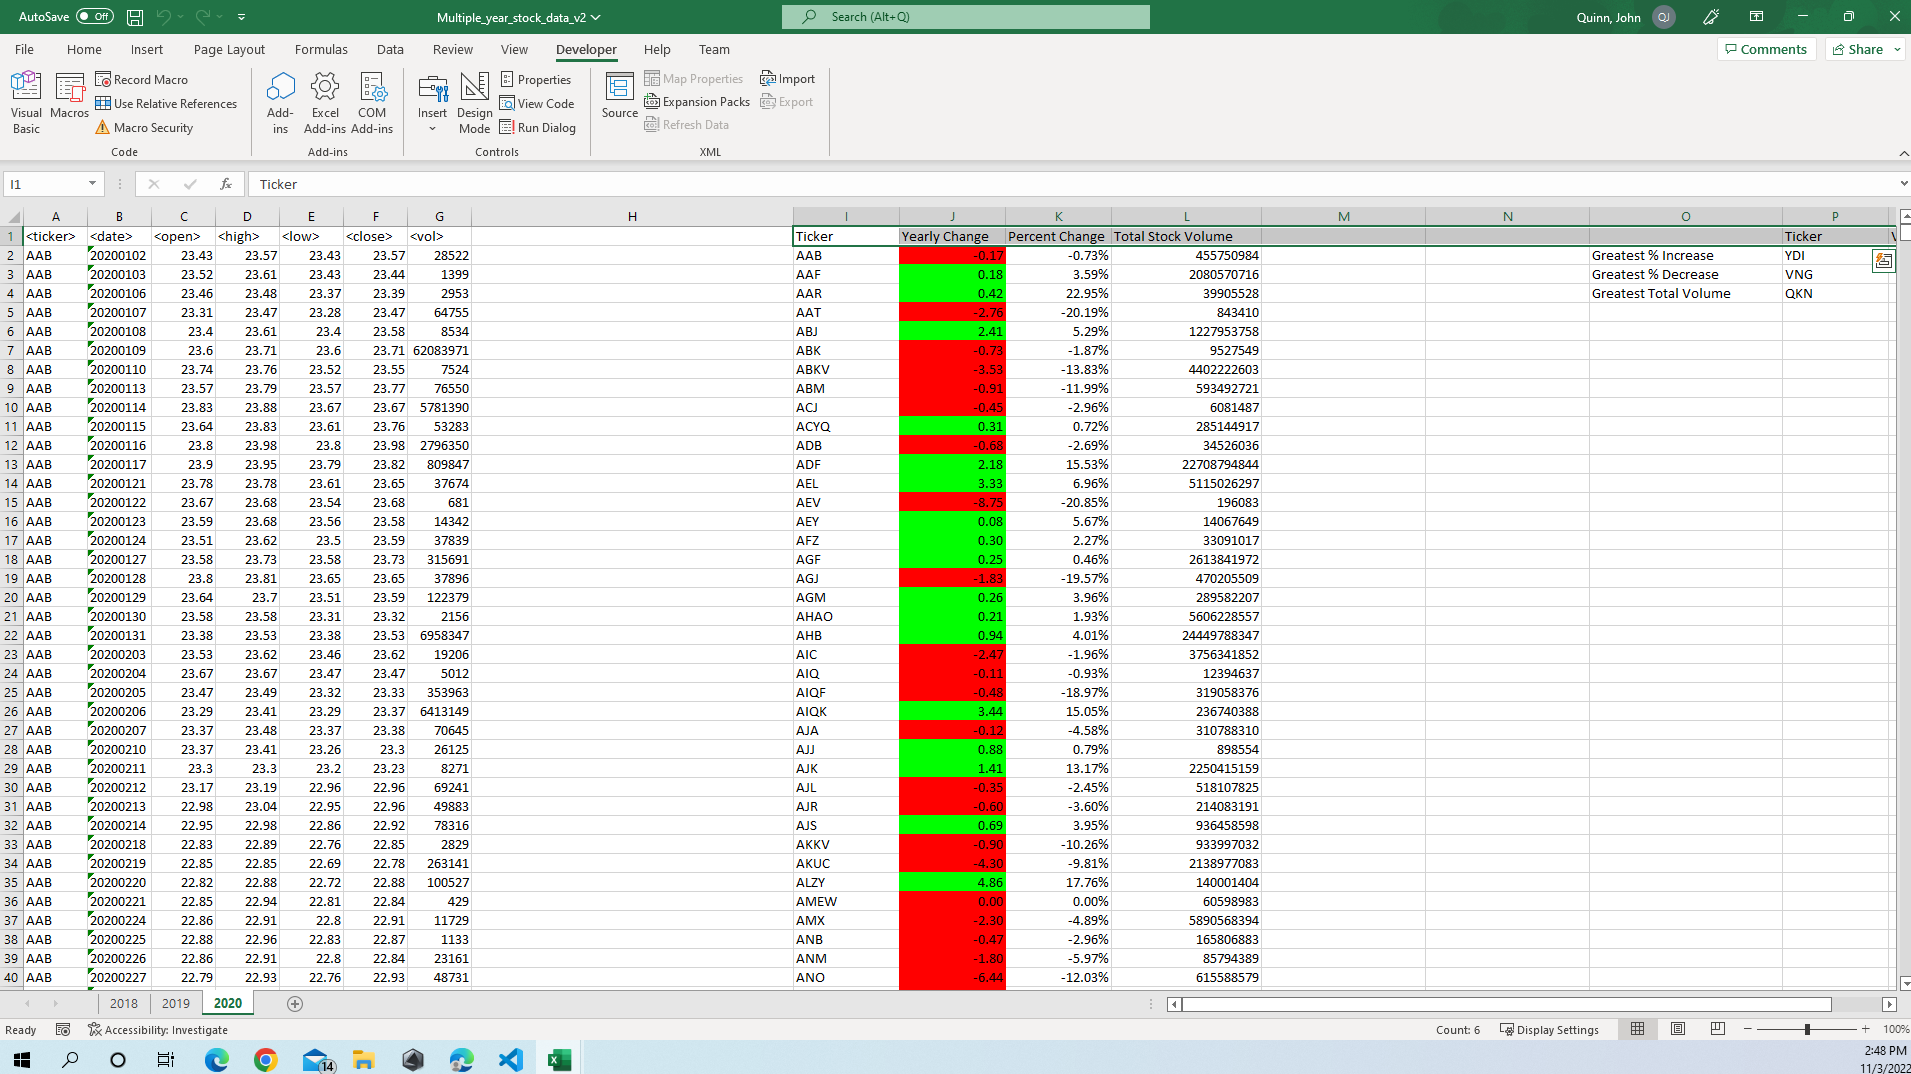 AutoSave Off Multiple_year_stock_data_v2 Search (Alt+Q) Quinn, John QJ
File Home Insert Page Layout Formulas Data Review View Developer Help Team Comments Share
Visual Basic Macros Record Macro Use Relative References Macro Security Add-ins Excel Add-ins COM Add-ins Insert Design Mode Properties View Code Run Dialog Source Map Properties Expansion Packs Refresh Data Import Export
Code Add-ins Controls XML
I1 fx Ticker
A B C D E F G H I J K L M N O P
1 <ticker> <date> <open> <high> <low> <close> <vol> Ticker Yearly Change Percent Change Total Stock Volume Ticker
2 AAB 20200102 23.43 23.57 23.43 23.57 28522 AAB -0.17 -0.73% 455750984 Greatest % Increase YDI
3 AAB 20200103 23.52 23.61 23.43 23.44 1399 AAF 0.18 3.59% 2080570716 Greatest % Decrease VNG
4 AAB 20200106 23.46 23.48 23.37 23.39 2953 AAR 0.42 22.95% 39905528 Greatest Total Volume QKN
5 AAB 20200107 23.31 23.47 23.28 23.47 64755 AAT -2.76 -20.19% 843410
6 AAB 20200108 23.4 23.61 23.4 23.58 8534 ABJ 2.41 5.29% 1227953758
7 AAB 20200109 23.6 23.71 23.6 23.71 62083971 ABK -0.73 -1.87% 9527549
8 AAB 20200110 23.74 23.76 23.52 23.55 7524 ABKV -3.53 -13.83% 4402222603
9 AAB 20200113 23.57 23.79 23.57 23.77 76550 ABM -0.91 -11.99% 593492721
10 AAB 20200114 23.83 23.88 23.67 23.67 5781390 ACJ -0.45 -2.96% 6081487
11 AAB 20200115 23.64 23.83 23.61 23.76 53283 ACYQ 0.31 0.72% 285144917
12 AAB 20200116 23.8 23.98 23.8 23.98 2796350 ADB -0.68 -2.69% 34526036
13 AAB 20200117 23.9 23.95 23.79 23.82 809847 ADF 2.18 15.53% 22708794844
14 AAB 20200121 23.78 23.78 23.61 23.65 37674 AEL 3.33 6.96% 5115026297
15 AAB 20200122 23.67 23.68 23.54 23.68 681 AEV -8.75 -20.85% 196083
16 AAB 20200123 23.59 23.68 23.56 23.58 14342 AEY 0.08 5.67% 14067649
17 AAB 20200124 23.51 23.62 23.5 23.59 37839 AFZ 0.30 2.27% 33091017
18 AAB 20200127 23.58 23.73 23.58 23.73 315691 AGF 0.25 0.46% 2613841972
19 AAB 20200128 23.8 23.81 23.65 23.65 37896 AGJ -1.83 -19.57% 470205509
20 AAB 20200129 23.64 23.7 23.51 23.59 122379 AGM 0.26 3.96% 289582207
21 AAB 20200130 23.58 23.58 23.31 23.32 2156 AHAO 0.21 1.93% 5606228557
22 AAB 20200131 23.38 23.53 23.38 23.53 6958347 AHB 0.94 4.01% 24449788347
23 AAB 20200203 23.53 23.62 23.46 23.62 19206 AIC -2.47 -1.96% 3756341852
24 AAB 20200204 23.67 23.67 23.47 23.47 5012 AIQ -0.11 -0.93% 12394637
25 AAB 20200205 23.47 23.49 23.32 23.33 353963 AIQF -0.48 -18.97% 319058376
26 AAB 20200206 23.29 23.41 23.29 23.37 6413149 AIQK 3.44 15.05% 236740388
27 AAB 20200207 23.37 23.48 23.37 23.38 70645 AJA -0.12 -4.58% 310788310
28 AAB 20200210 23.37 23.41 23.26 23.3 26125 AJJ 0.88 0.79% 898554
29 AAB 20200211 23.3 23.3 23.2 23.23 8271 AJK 1.41 13.17% 2250415159
30 AAB 20200212 23.17 23.19 22.96 22.96 69241 AJL -0.35 -2.45% 518107825
31 AAB 20200213 22.98 23.04 22.95 22.96 49883 AJR -0.60 -3.60% 214083191
32 AAB 20200214 22.95 22.98 22.86 22.92 78316 AJS 0.69 3.95% 936458598
33 AAB 20200218 22.83 22.89 22.76 22.85 2829 AKKV -0.90 -10.26% 933997032
34 AAB 20200219 22.85 22.85 22.69 22.78 263141 AKUC -4.30 -9.81% 2138977083
35 AAB 20200220 22.82 22.88 22.72 22.88 100527 ALZY 4.86 17.76% 140001404
36 AAB 20200221 22.85 22.94 22.81 22.84 429 AMEW 0.00 0.00% 60598983
37 AAB 20200224 22.86 22.91 22.8 22.91 11729 AMX -2.30 -4.89% 5890568394
38 AAB 20200225 22.88 22.96 22.83 22.87 1133 ANB -0.47 -2.96% 165806883
39 AAB 20200226 22.86 22.91 22.8 22.84 23161 ANM -1.80 -5.97% 85794389
40 AAB 20200227 22.79 22.93 22.76 22.93 48731 ANO -6.44 -12.03% 615588579
2018 2019 2020
Ready Accessibility: Investigate Count: 6 Display Settings 100%
14 2:48 PM
11/3/2022